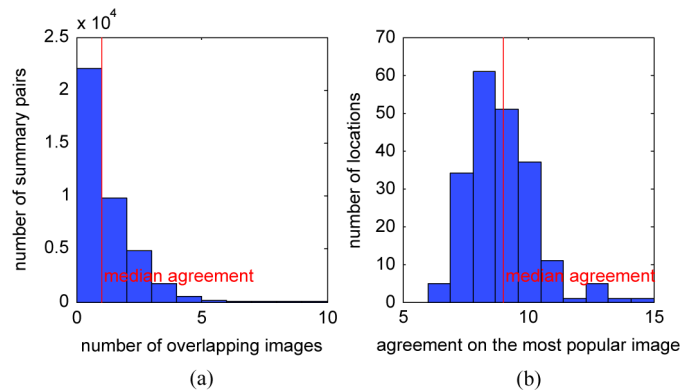 x 10⁴
2.5
2
1.5
1
0.5
0
0 5 10
number of summary pairs
median agreement
number of overlapping images
(a)
70
60
50
40
30
20
10
0
5 10 15
number of locations
median agreement
agreement on the most popular image
(b)